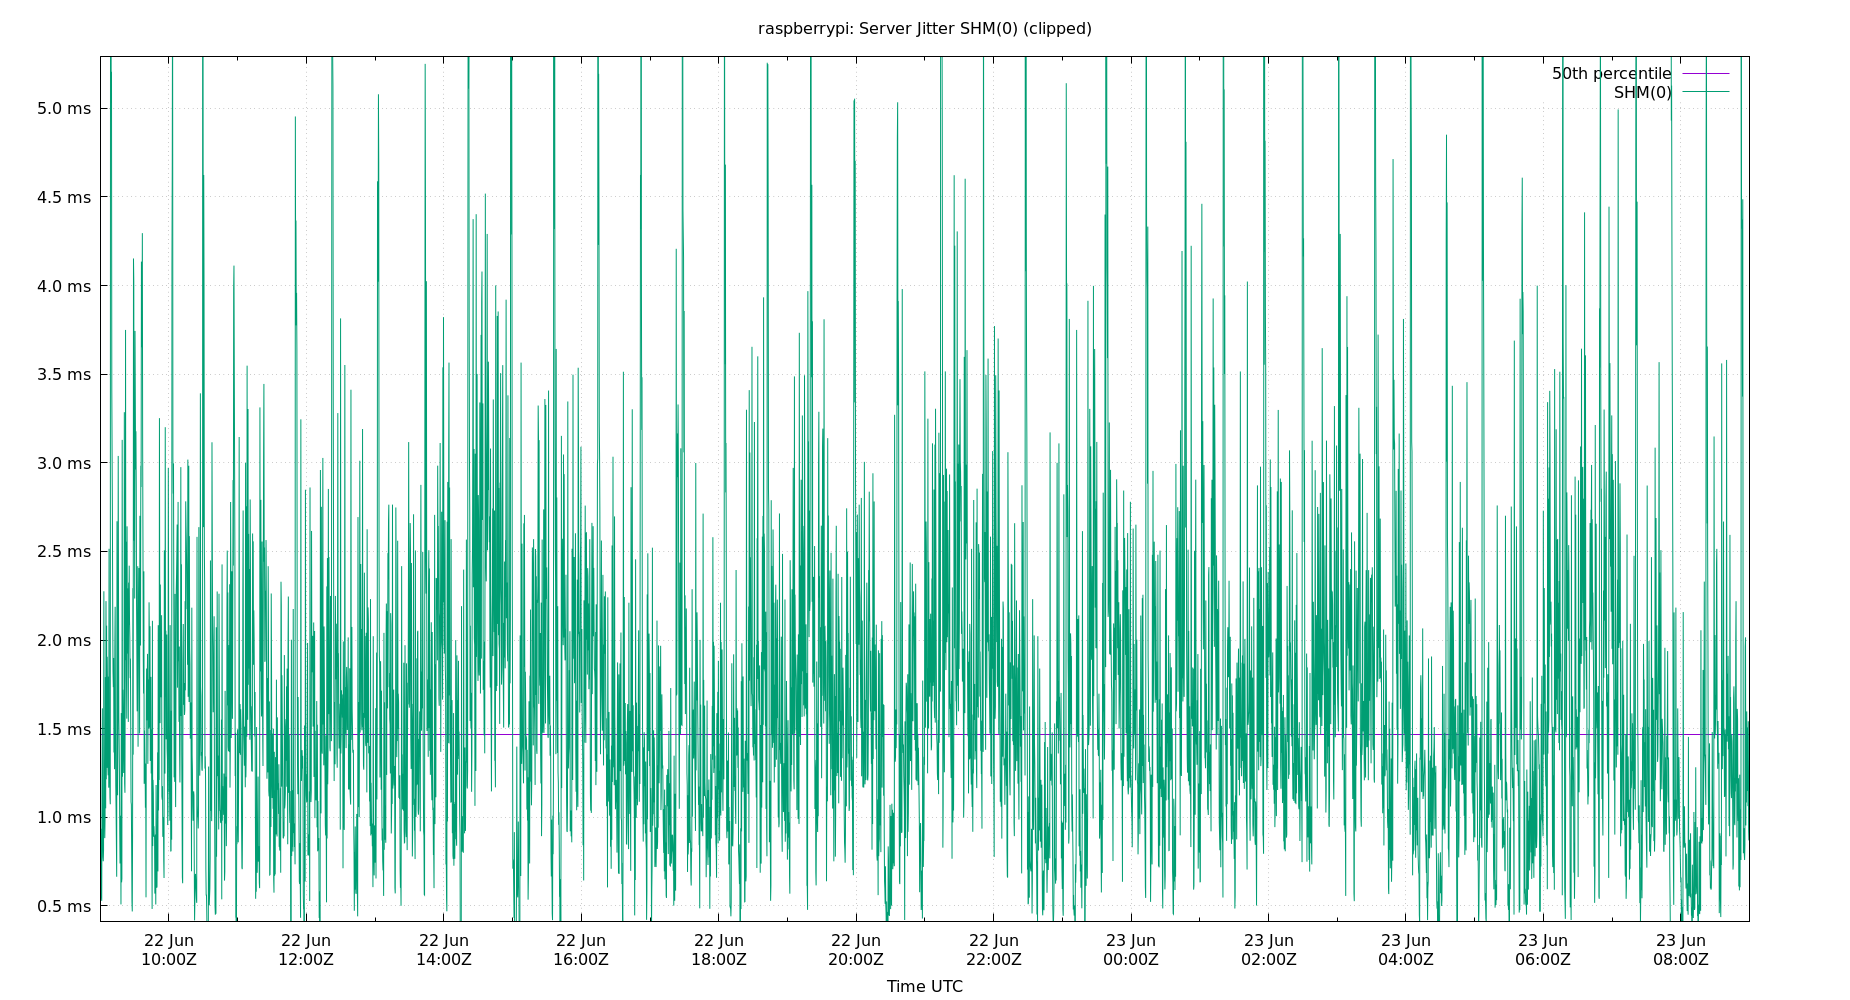 raspberrypi: Server Jitter SHM(0) (clipped)
50th percentile
SHM(0)
5.0 ms
4.5 ms
4.0 ms
3.5 ms
3.0 ms
2.5 ms
2.0 ms
1.5 ms
1.0 ms
0.5 ms
22 Jun 22 Jun 22 Jun 22 Jun 22 Jun 22 Jun 22 Jun 23 Jun 23 Jun 23 Jun 23 Jun 23 Jun
10:00Z 12:00Z 14:00Z 16:00Z 18:00Z 20:00Z 22:00Z 00:00Z 02:00Z 04:00Z 06:00Z 08:00Z
Time UTC